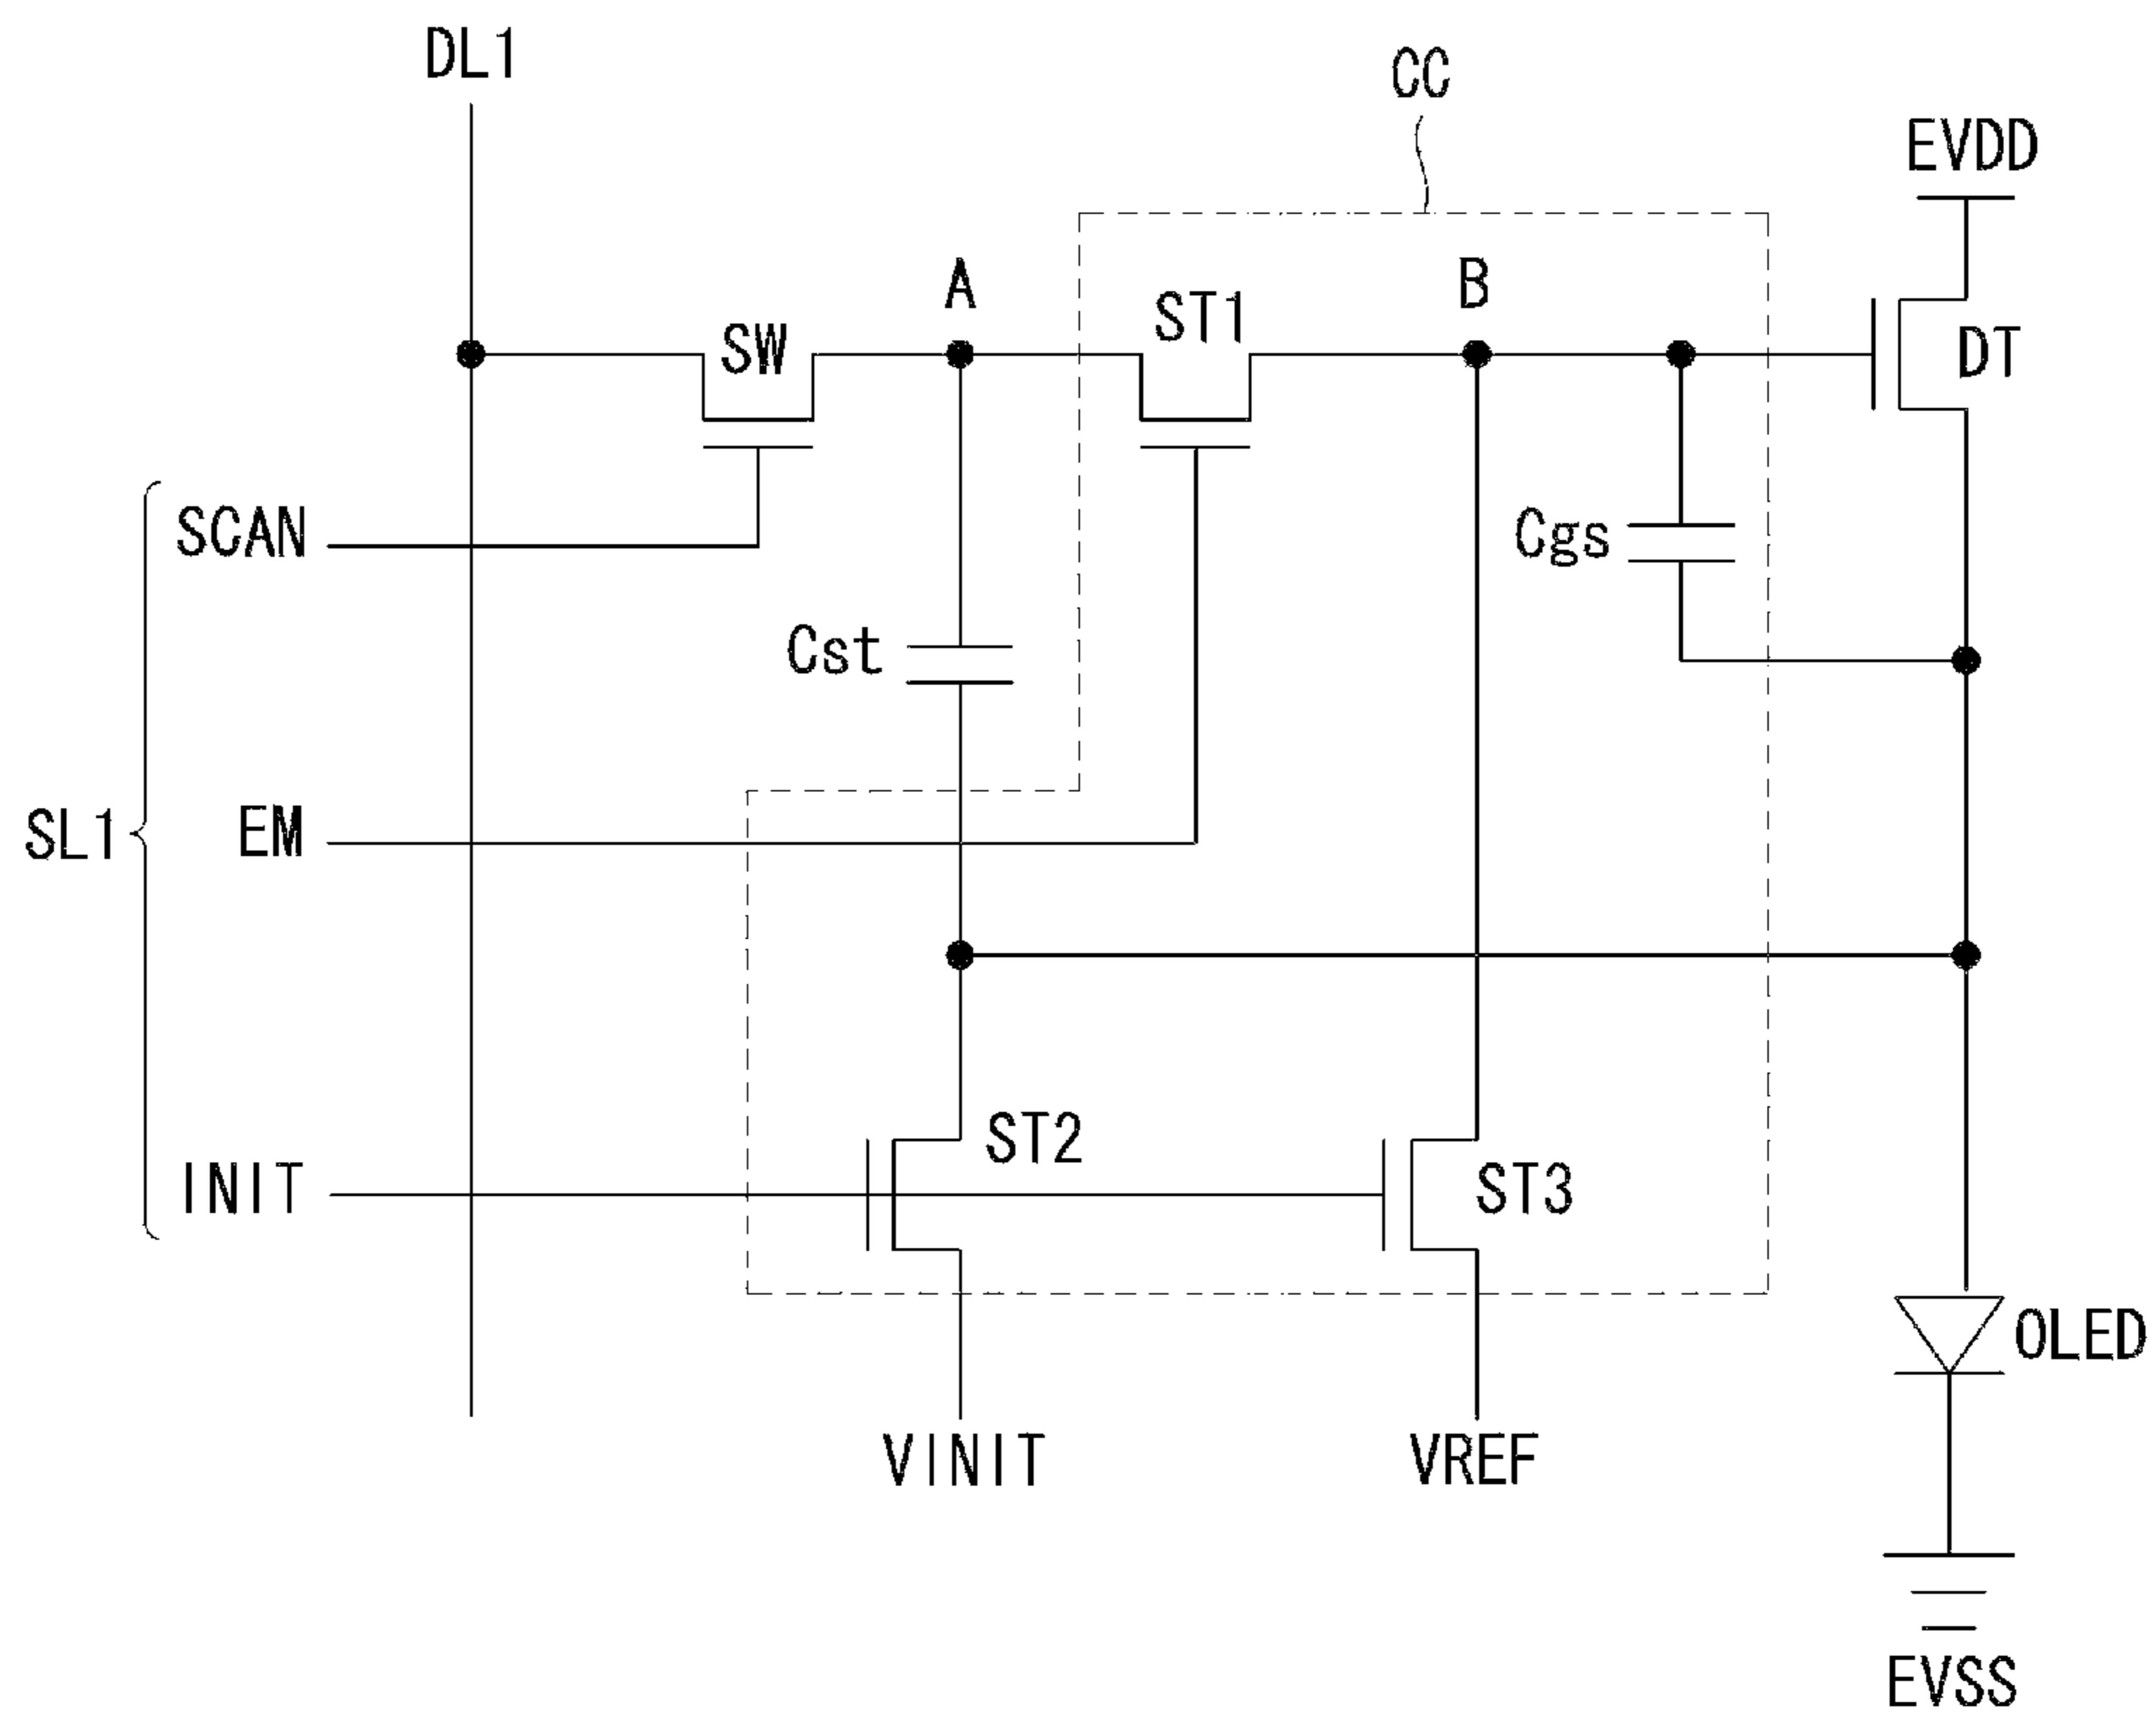 DL1
CC
EVDD
A
B
ST1
SW
DT
SCAN
Cgs
Cst
SL1
EM
ST2
INIT
ST3
OLED
VINIT
VREF
EVSS